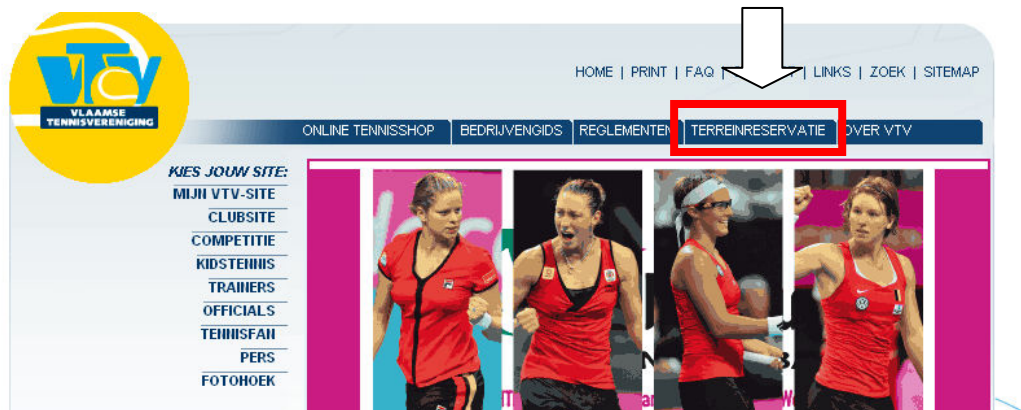 VTV
VLAAMSE
TENNISVERENIGING
HOME | PRINT | FAQ | LINKS | ZOEK | SITEMAP
ONLINE TENNISSHOP BEDRIJVENGIDS REGLEMENTEN TERREINRESERVATIE OVER VTV
KIES JOUW SITE:
MIJN VTV-SITE
CLUBSITE
COMPETITIE
KIDSTENNIS
TRAINERS
OFFICIALS
TENNISFAN
PERS
FOTOHOEK